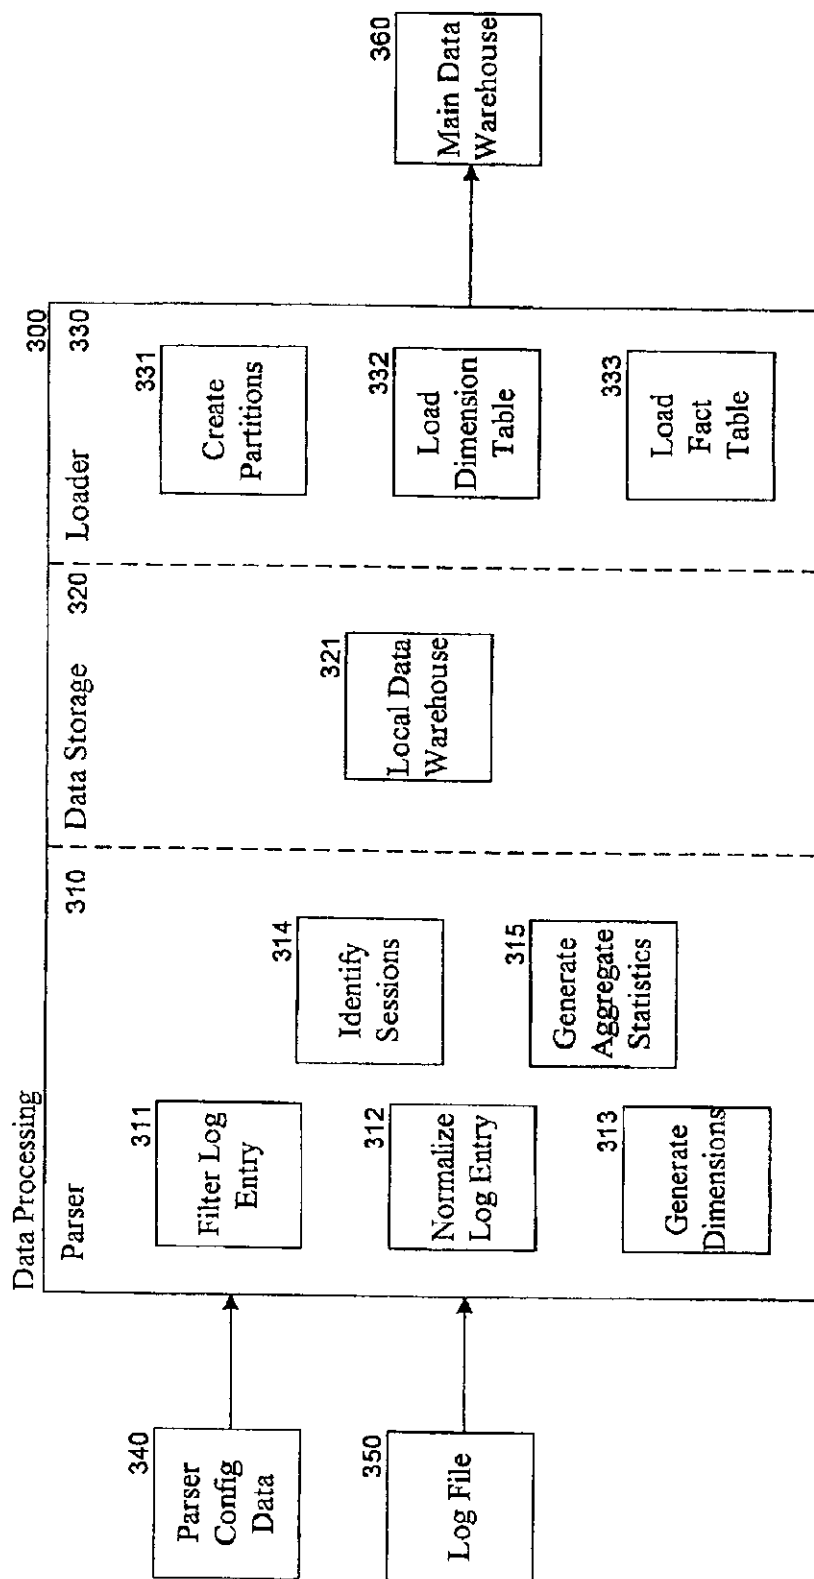 Data Processing
300
Parser
310
Data Storage
320
Loader
330
340
Parser
Config
Data
350
Log File
311
Filter Log
Entry
312
Normalize
Log Entry
313
Generate
Dimensions
314
Identify
Sessions
315
Generate
Aggregate
Statistics
321
Local Data
Warehouse
331
Create
Partitions
332
Load
Dimension
Table
333
Load
Fact
Table
360
Main Data
Warehouse